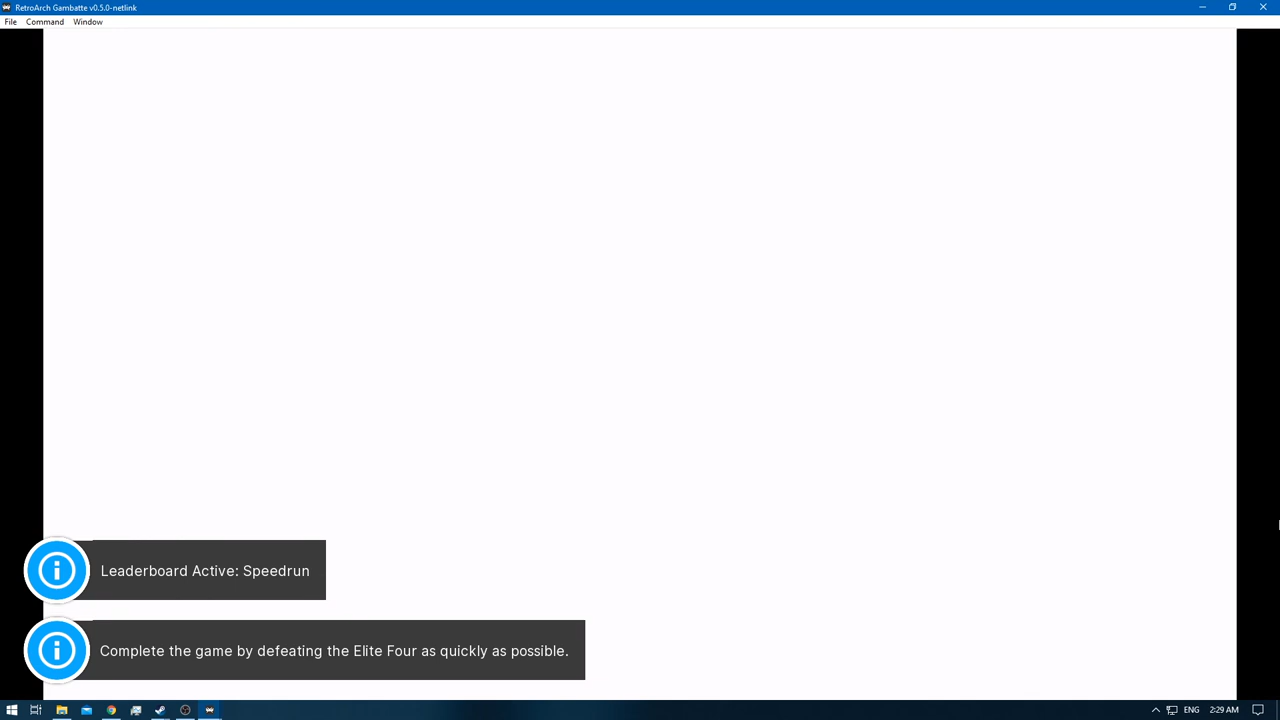 RetroArch Gambatte v0.5.0-netlink
File Command Window
Leaderboard Active: Speedrun
Complete the game by defeating the Elite Four as quickly as possible.
ENG 2:29 AM